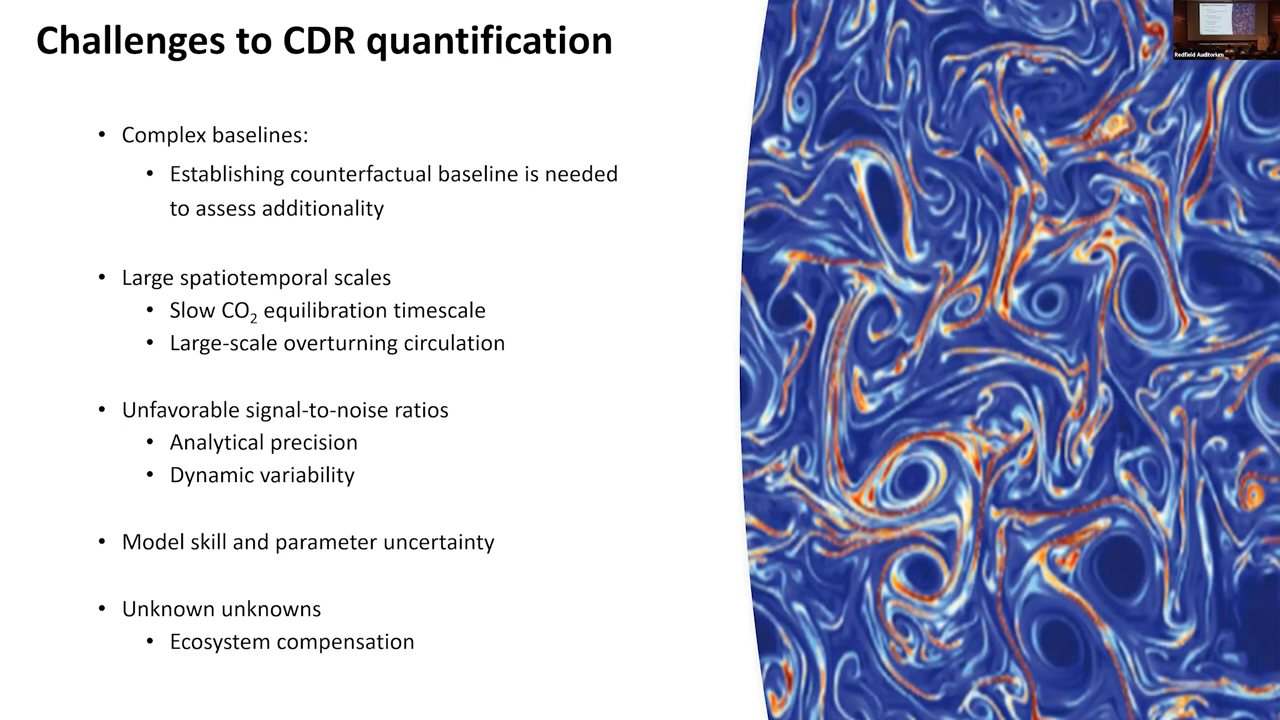 Challenges to CDR quantification
• Complex baselines:
• Establishing counterfactual baseline is needed
to assess additionality
• Large spatiotemporal scales
• Slow CO₂ equilibration timescale
• Large-scale overturning circulation
• Unfavorable signal-to-noise ratios
• Analytical precision
• Dynamic variability
• Model skill and parameter uncertainty
• Unknown unknowns
• Ecosystem compensation
Redfield Auditorium